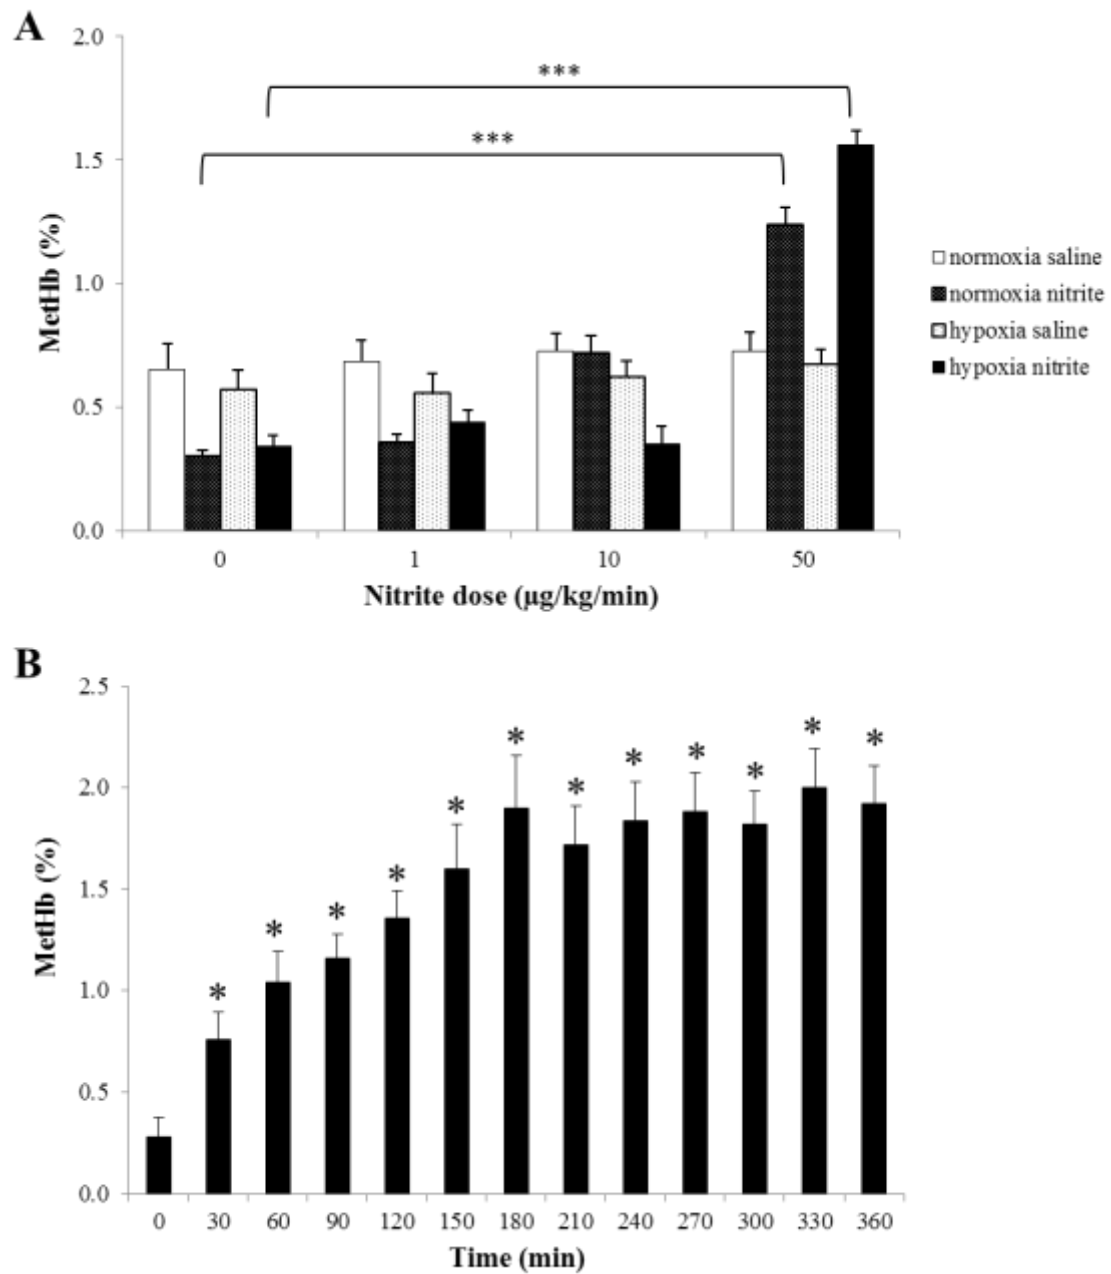 A
2.0
***
***
1.5
1.0
0.5
0.0
MetHb (%)
0 1 10 50
Nitrite dose (µg/kg/min)
normoxia saline
normoxia nitrite
hypoxia saline
hypoxia nitrite
B
2.5
2.0
1.5
1.0
0.5
0.0
MetHb (%)
* * * * * * * * * * * *
0 30 60 90 120 150 180 210 240 270 300 330 360
Time (min)